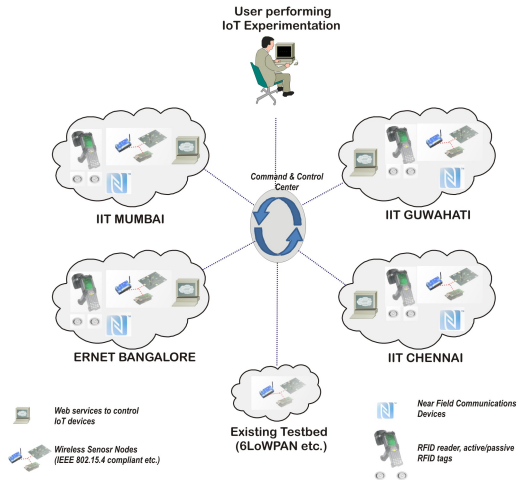 User performing
IoT Experimentation
Command & Control
Center
IIT MUMBAI
IIT GUWAHATI
ERNET BANGALORE
IIT CHENNAI
Existing Testbed
(6LoWPAN etc.)
Web services to control
IoT devices
Near Field Communications
Devices
Wireless Senosr Nodes
(IEEE 802.15.4 compliant etc.)
RFID reader, active/passive
RFID tags